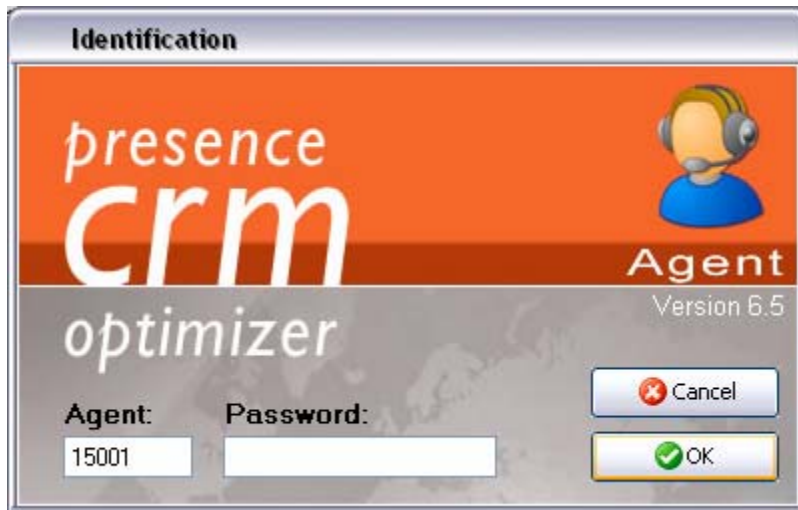 Identification
presence
crm
Agent
Version 6.5
optimizer
Cancel
Agent: Password:
15001
OK